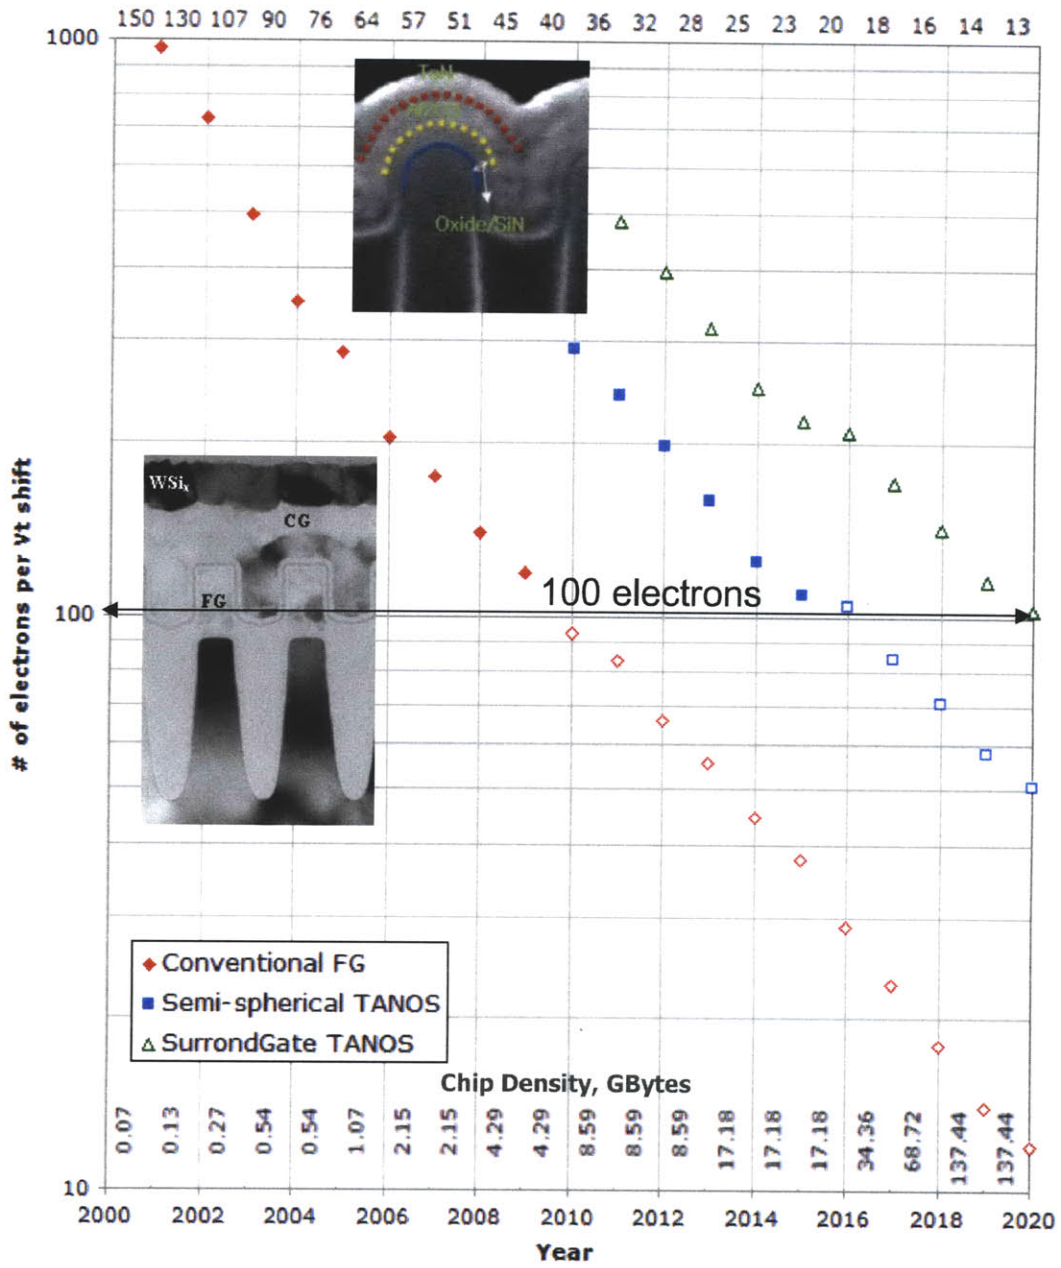 150 130 107 90 76 64 57 51 45 40 36 32 28 25 23 20 18 16 14 13
1000
TaN
Oxide/SiN
# of electrons per Vt shift
WSix
CG
FG
100 electrons
100
Conventional FG
Semi-spherical TANOS
SurrondGate TANOS
Chip Density, GBytes
0.07 0.13 0.27 0.54 0.54 1.07 2.15 2.15 4.29 4.29 8.59 8.59 8.59 17.18 17.18 17.18 34.36 68.72 137.44 137.44
10
2000 2002 2004 2006 2008 2010 2012 2014 2016 2018 2020
Year